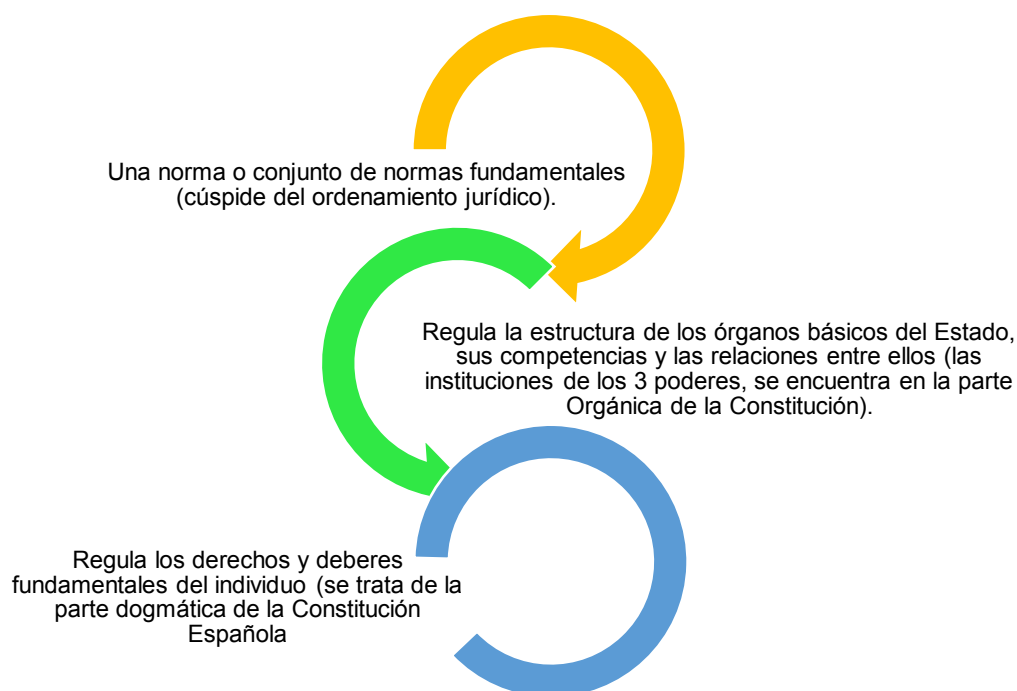 Una norma o conjunto de normas fundamentales
(cúspide del ordenamiento jurídico).
Regula la estructura de los órganos básicos del Estado,
sus competencias y las relaciones entre ellos (las
instituciones de los 3 poderes, se encuentra en la parte
Orgánica de la Constitución).
Regula los derechos y deberes
fundamentales del individuo (se trata de la
parte dogmática de la Constitución
Española